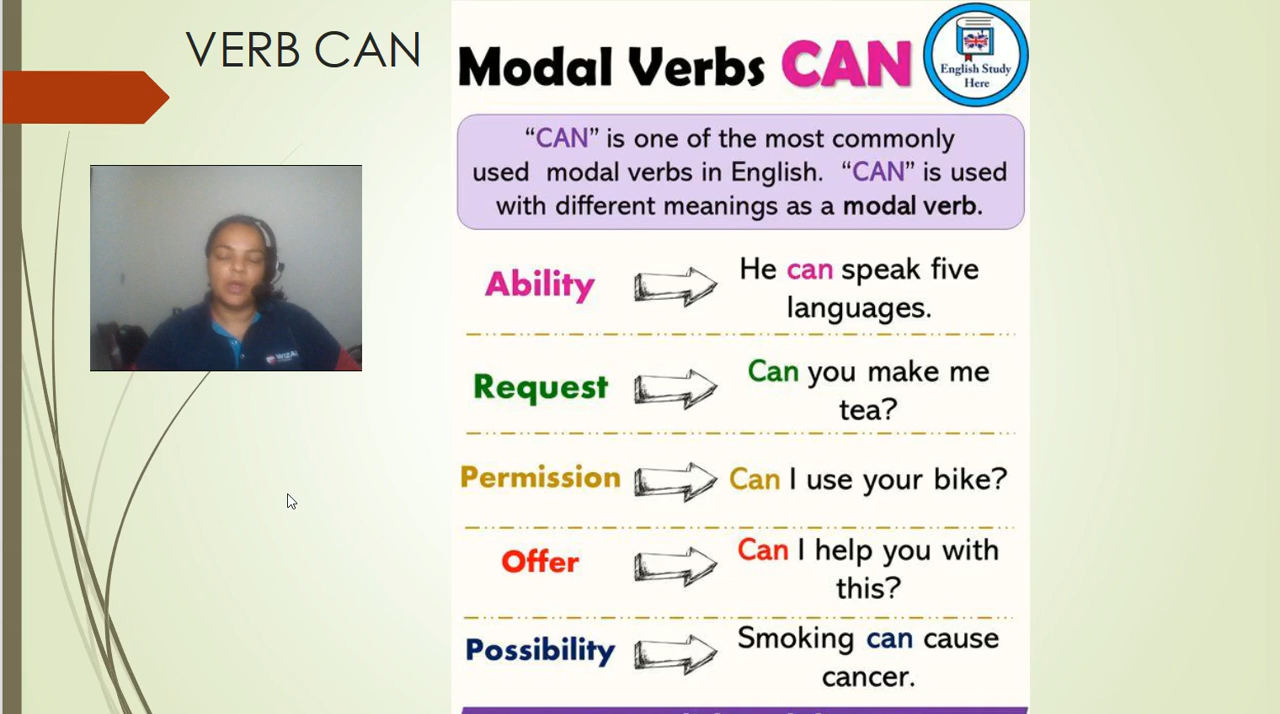 VERB CAN
Modal Verbs CAN
English Study
Here
“CAN” is one of the most commonly
used modal verbs in English. “CAN” is used
with different meanings as a modal verb.
Ability
He can speak five
languages.
Request
Can you make me
tea?
Permission
Can I use your bike?
Offer
Can I help you with
this?
Possibility
Smoking can cause
cancer.